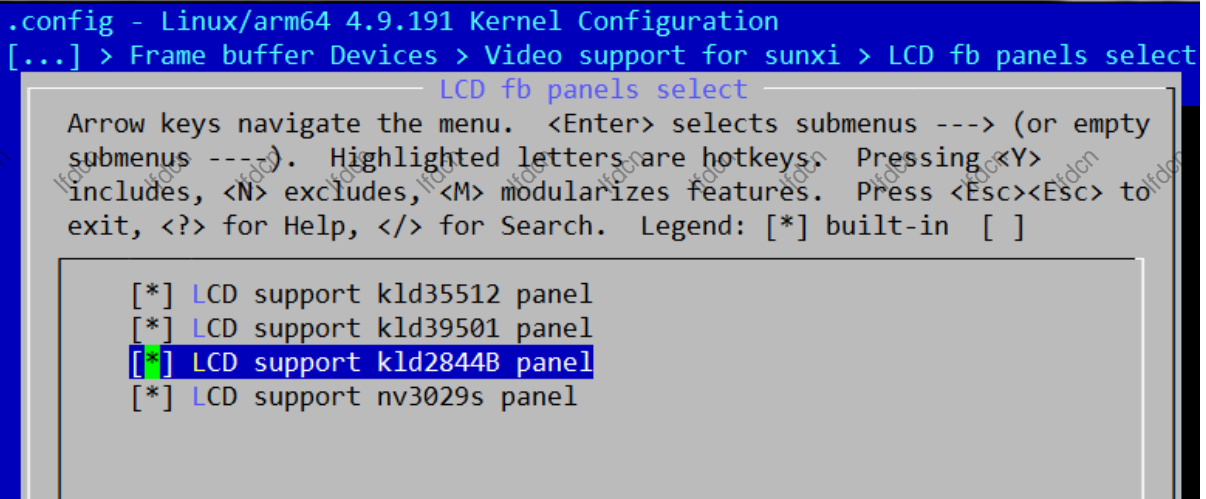 .config - Linux/arm64 4.9.191 Kernel Configuration
[...] > Frame buffer Devices > Video support for sunxi > LCD fb panels select
LCD fb panels select
Arrow keys navigate the menu.  <Enter> selects submenus ---> (or empty
submenus ----).  Highlighted letters are hotkeys.  Pressing <Y>
includes, <N> excludes, <M> modularizes features.  Press <Esc><Esc> to
exit, <?> for Help, </> for Search.  Legend: [*] built-in  [ ]
[*] LCD support kld35512 panel
[*] LCD support kld39501 panel
[*] LCD support kld2844B panel
[*] LCD support nv3029s panel